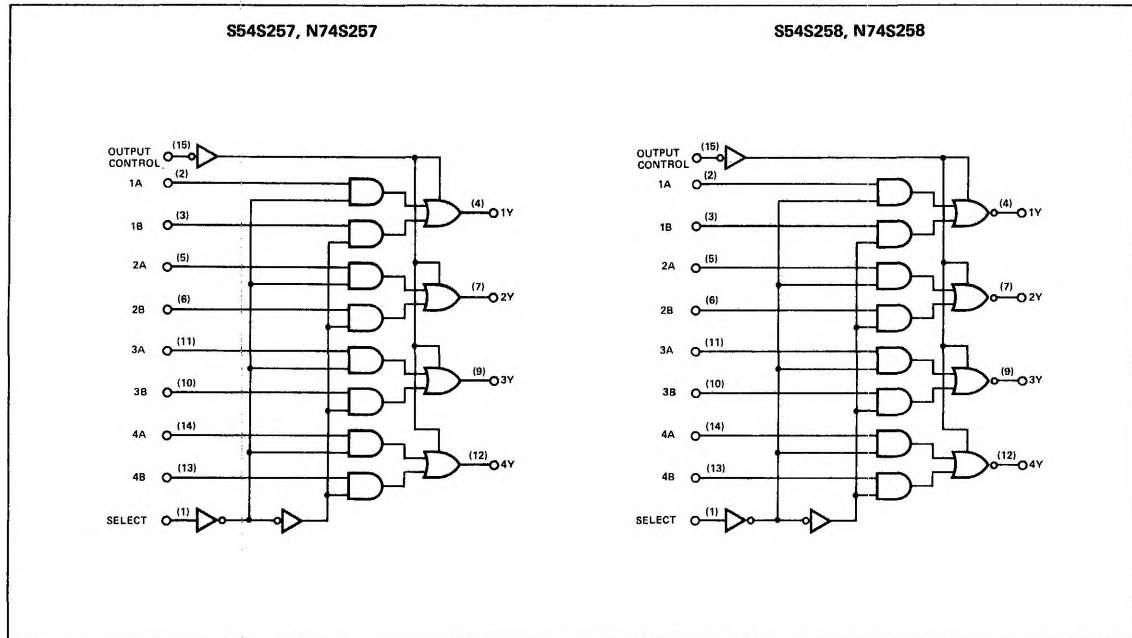 S54S257, N74S257
OUTPUT CONTROL (15)
1A (2)
(4) 1Y
1B (3)
2A (5)
(7) 2Y
2B (6)
3A (11)
(9) 3Y
3B (10)
4A (14)
(12) 4Y
4B (13)
SELECT (1)
S54S258, N74S258
OUTPUT CONTROL (15)
1A (2)
(4) 1Y
1B (3)
2A (5)
(7) 2Y
2B (6)
3A (11)
(9) 3Y
3B (10)
4A (14)
(12) 4Y
4B (13)
SELECT (1)